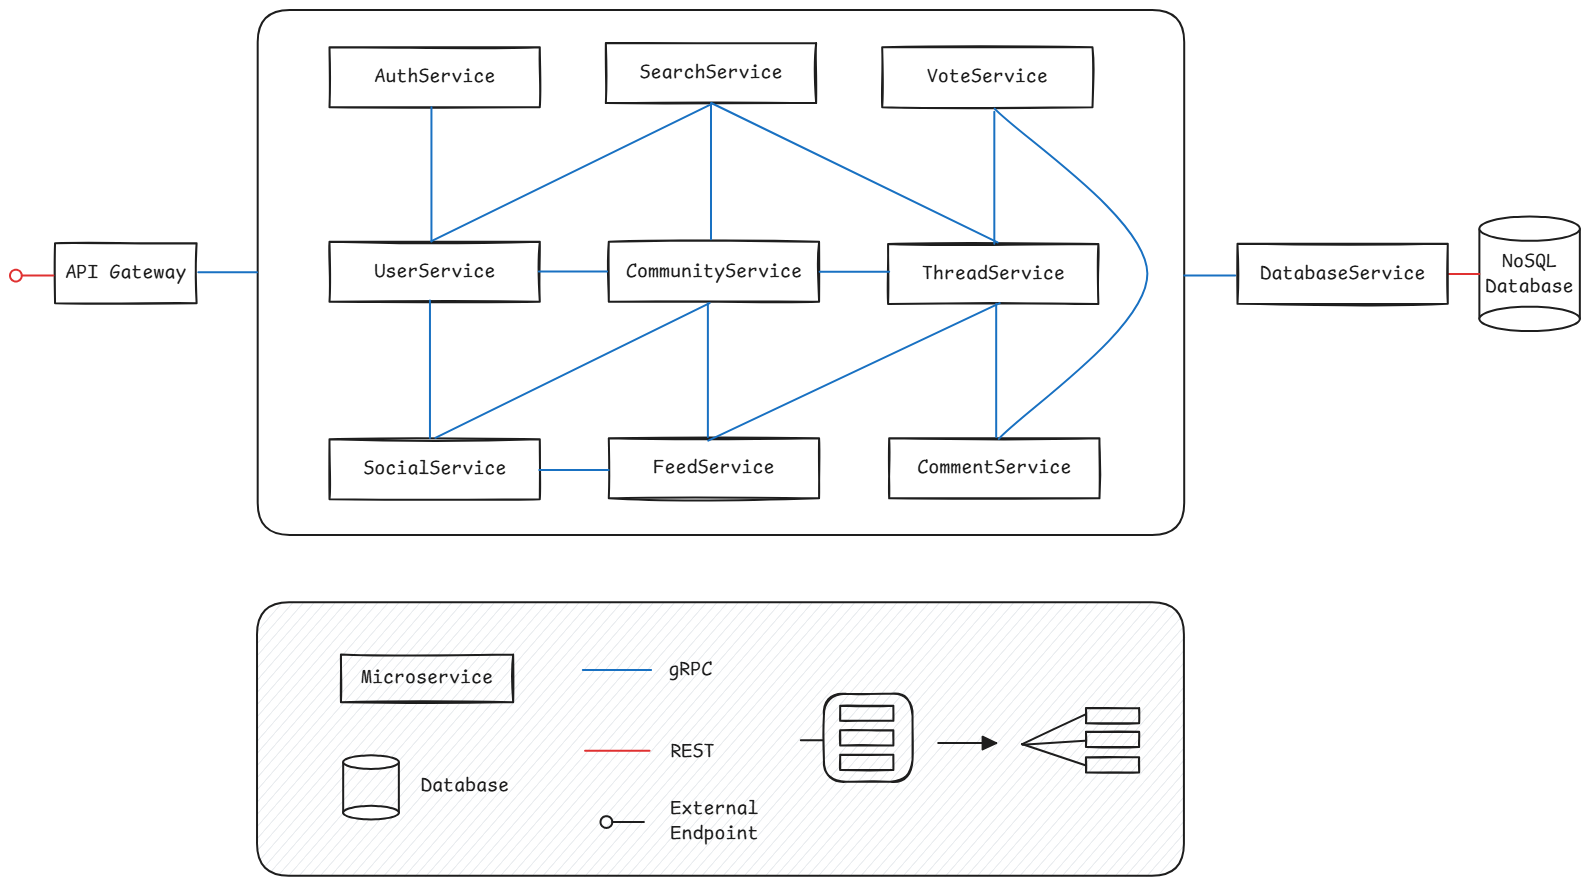 AuthService
SearchService
VoteService
API Gateway
UserService
CommunityService
ThreadService
DatabaseService
NoSQL
Database
SocialService
FeedService
CommentService
Microservice
gRPC
REST
Database
External
Endpoint